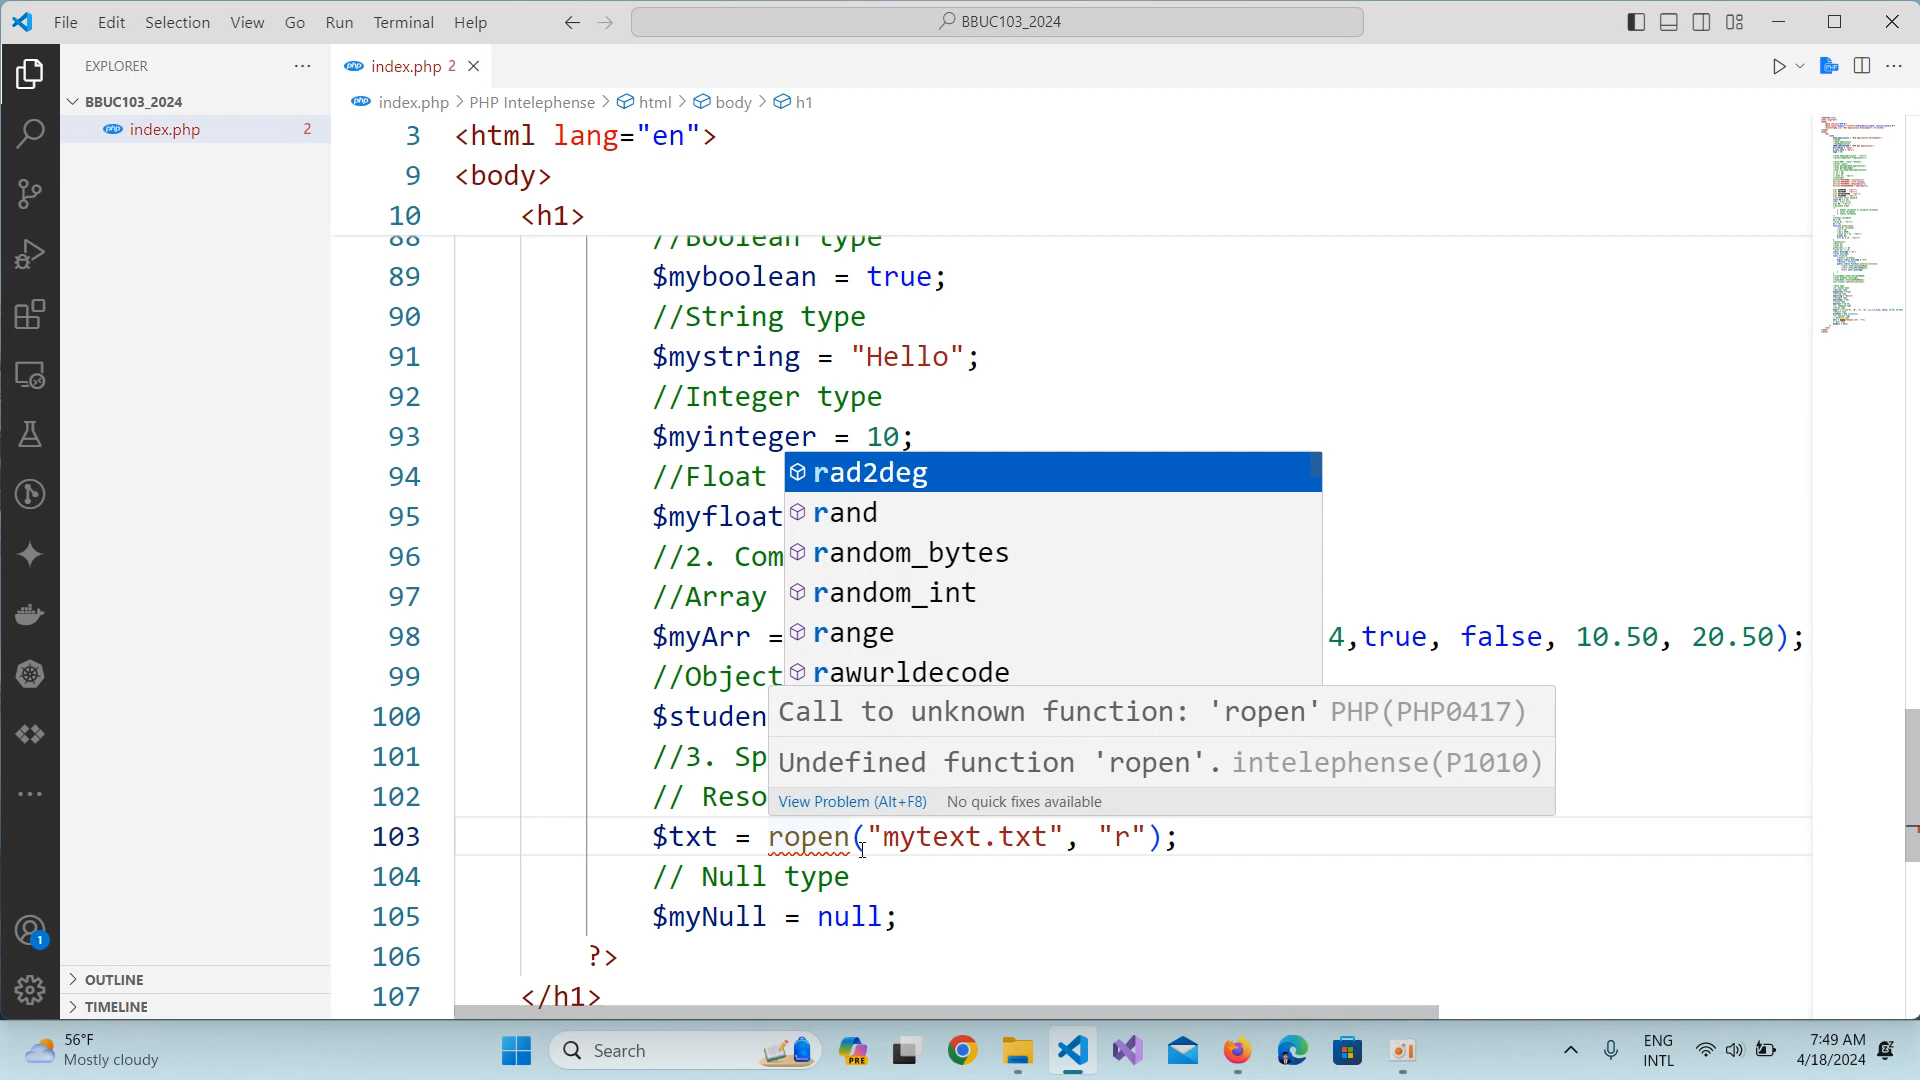 File Edit Selection View Go Run Terminal Help
BBUC103_2024
EXPLORER
index.php 2
BBUC103_2024
index.php 2
index.php > PHP Intelephense > html > body > h1
3 <html lang="en">
9 <body>
10 <h1>
88 //Boolean type
89 $myboolean = true;
90 //String type
91 $mystring = "Hello";
92 //Integer type
93 $myinteger = 10;
94 //Float
95 $myfloat
96 //2. Com
97 //Array
98 $myArr = 4,true, false, 10.50, 20.50);
99 //Object
100 $studen
101 //3. Sp
102 // Reso
rad2deg
rand
random_bytes
random_int
range
rawurldecode
Call to unknown function: 'ropen' PHP(PHP0417)
Undefined function 'ropen'. intelephense(P1010)
View Problem (Alt+F8) No quick fixes available
103 $txt = ropen("mytext.txt", "r");
104 // Null type
105 $myNull = null;
106 ?>
107 </h1>
OUTLINE
TIMELINE
1
56°F
Mostly cloudy
Search
PRE
ENG
INTL
7:49 AM
4/18/2024